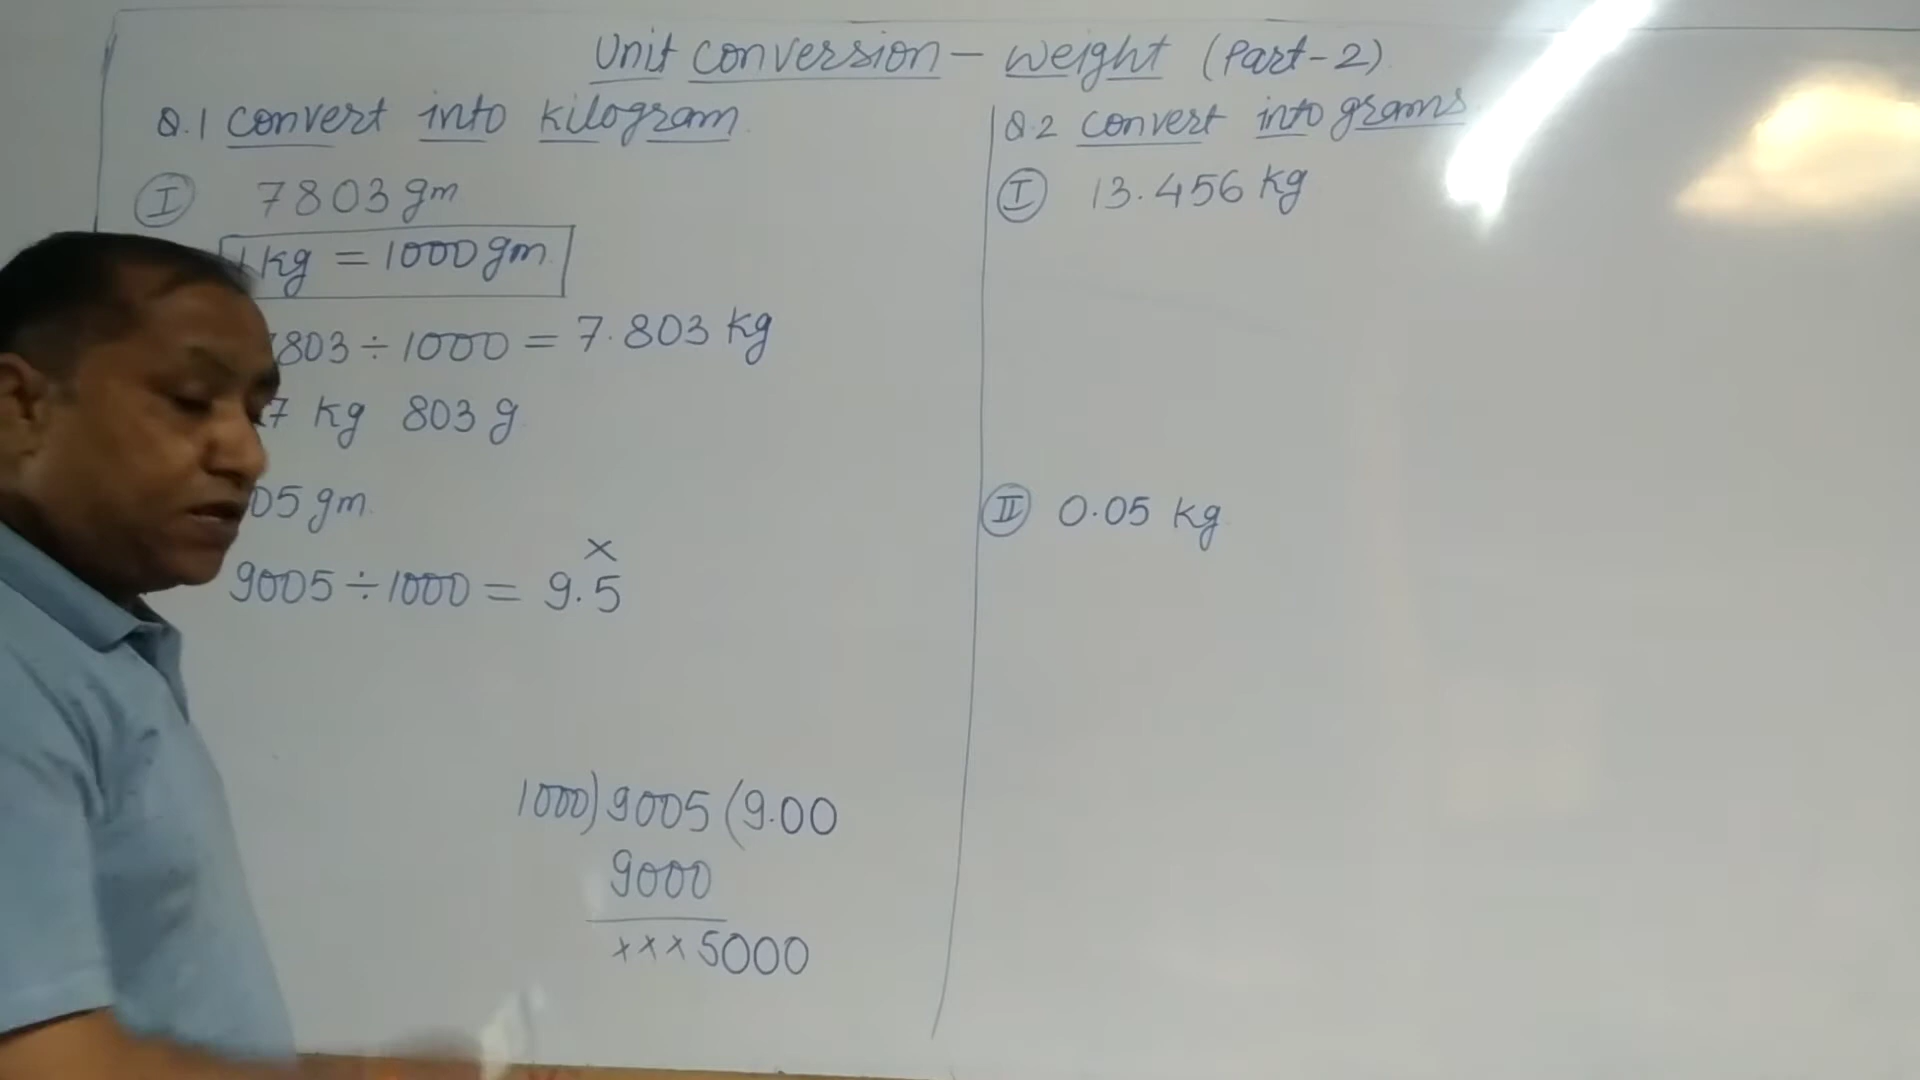 Unit conversion – weight (Part-2)
Q.1 convert into kilogram
I 7803 gm
1 kg = 1000 gm
803 ÷ 1000 = 7.803 kg
7 kg 803 g
05 gm
×
9005 ÷ 1000 = 9.5
1000) 9005 (9.00
9000
×××5000
Q.2 convert into grams
I 13.456 kg
II 0.05 kg